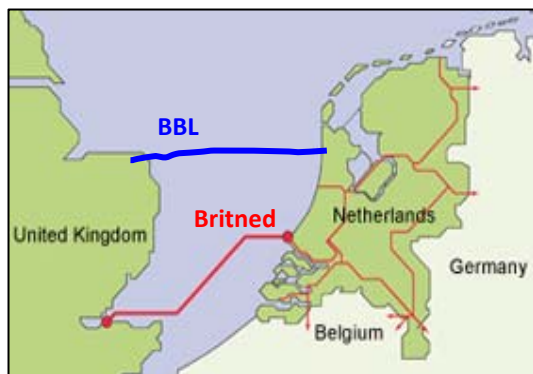 BBL
Britned
Netherlands
United Kingdom
Germany
Belgium